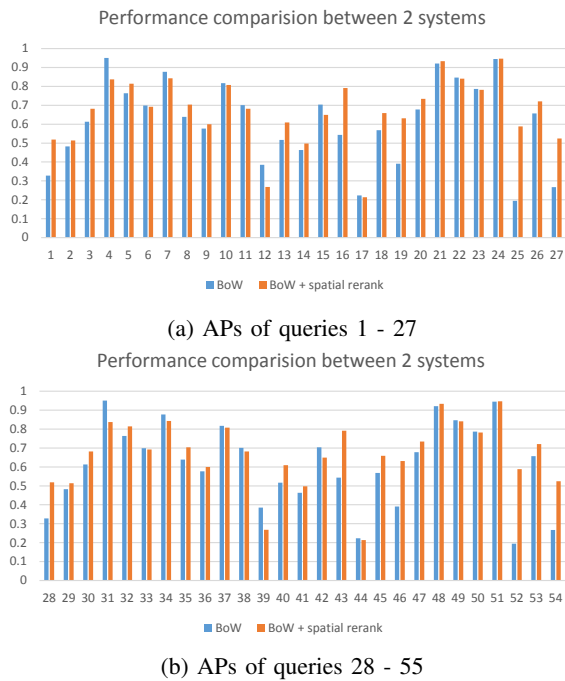 Performance comparision between 2 systems
1
0.9
0.8
0.7
0.6
0.5
0.4
0.3
0.2
0.1
0
1 2 3 4 5 6 7 8 9 10 11 12 13 14 15 16 17 18 19 20 21 22 23 24 25 26 27
BoW BoW + spatial rerank
(a) APs of queries 1 - 27
Performance comparision between 2 systems
1
0.9
0.8
0.7
0.6
0.5
0.4
0.3
0.2
0.1
0
28 29 30 31 32 33 34 35 36 37 38 39 40 41 42 43 44 45 46 47 48 49 50 51 52 53 54
BoW BoW + spatial rerank
(b) APs of queries 28 - 55